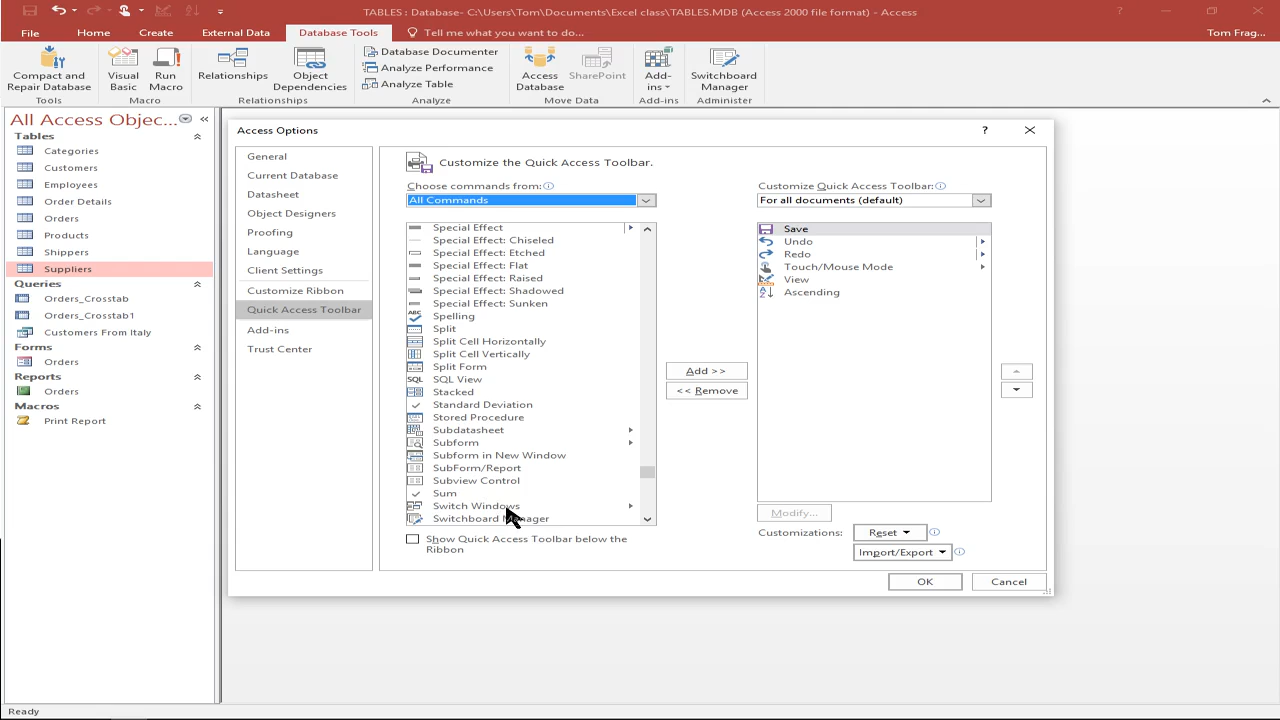 TABLES : Database- C:\Users\Tom\Documents\Excel class\TABLES.MDB (Access 2000 file format) - Access
File
Home
Create
External Data
Database Tools
Tell me what you want to do...
Tom Frag...
Compact and
Repair Database
Tools
Visual
Basic
Run
Macro
Macro
Relationships
Object
Dependencies
Relationships
Database Documenter
Analyze Performance
Analyze Table
Analyze
Access
Database
SharePoint
Move Data
Add-
ins
Add-ins
Switchboard
Manager
Administer
All Access Objec...
Tables
Categories
Customers
Employees
Order Details
Orders
Products
Shippers
Suppliers
Queries
Orders_Crosstab
Orders_Crosstab1
Customers From Italy
Forms
Orders
Reports
Orders
Macros
Print Report
Access Options
?
General
Current Database
Datasheet
Object Designers
Proofing
Language
Client Settings
Customize Ribbon
Quick Access Toolbar
Add-ins
Trust Center
Customize the Quick Access Toolbar.
Choose commands from:
All Commands
Special Effect
Special Effect: Chiseled
Special Effect: Etched
Special Effect: Flat
Special Effect: Raised
Special Effect: Shadowed
Special Effect: Sunken
ABC Spelling
Split
Split Cell Horizontally
Split Cell Vertically
Split Form
SQL SQL View
Stacked
Standard Deviation
Stored Procedure
Subdatasheet
Subform
Subform in New Window
SubForm/Report
Subview Control
Sum
Switch Windows
Switchboard Manager
Show Quick Access Toolbar below the
Ribbon
Add >>
<< Remove
Customize Quick Access Toolbar:
For all documents (default)
Save
Undo
Redo
Touch/Mouse Mode
View
Ascending
Modify...
Customizations:
Reset
Import/Export
OK
Cancel
Ready